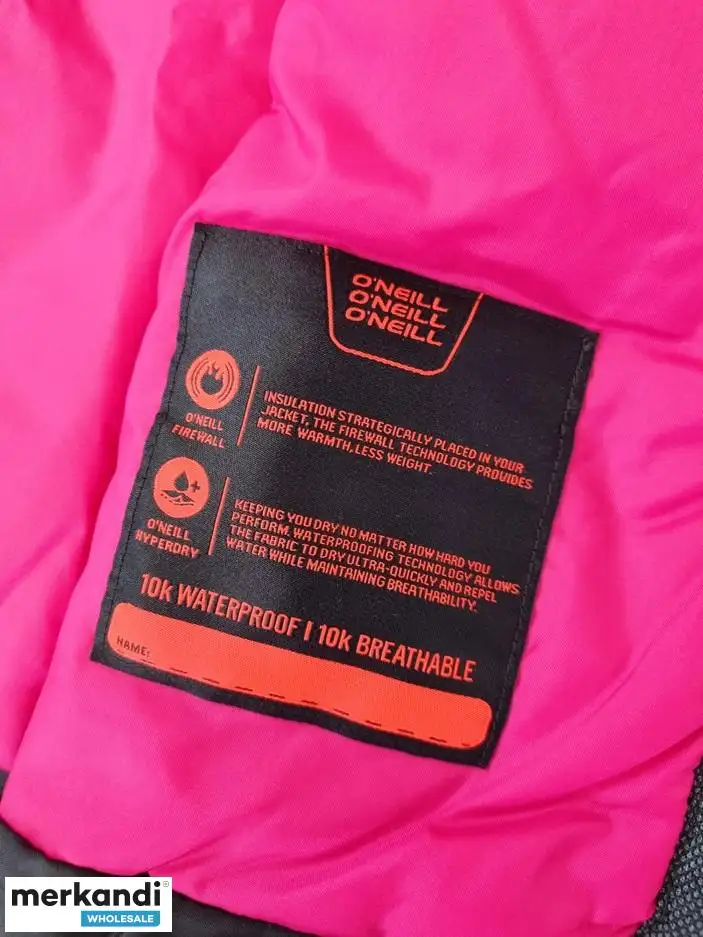 O'NEILL
O'NEILL
O'NEILL
O'NEILL
FIREWALL
INSULATION STRATEGICALLY PLACED IN YOUR
JACKET, THE FIREWALL TECHNOLOGY PROVIDES
MORE WARMTH, LESS WEIGHT.
O'NEILL
HYPERDRY
KEEPING YOU DRY NO MATTER HOW HARD YOU
PERFORM. WATERPROOFING TECHNOLOGY ALLOWS
THE FABRIC TO DRY ULTRA-QUICKLY AND REPEL
WATER WHILE MAINTAINING BREATHABILITY.
10K WATERPROOF | 10K BREATHABLE
NAME:
merkandi®
WHOLESALE